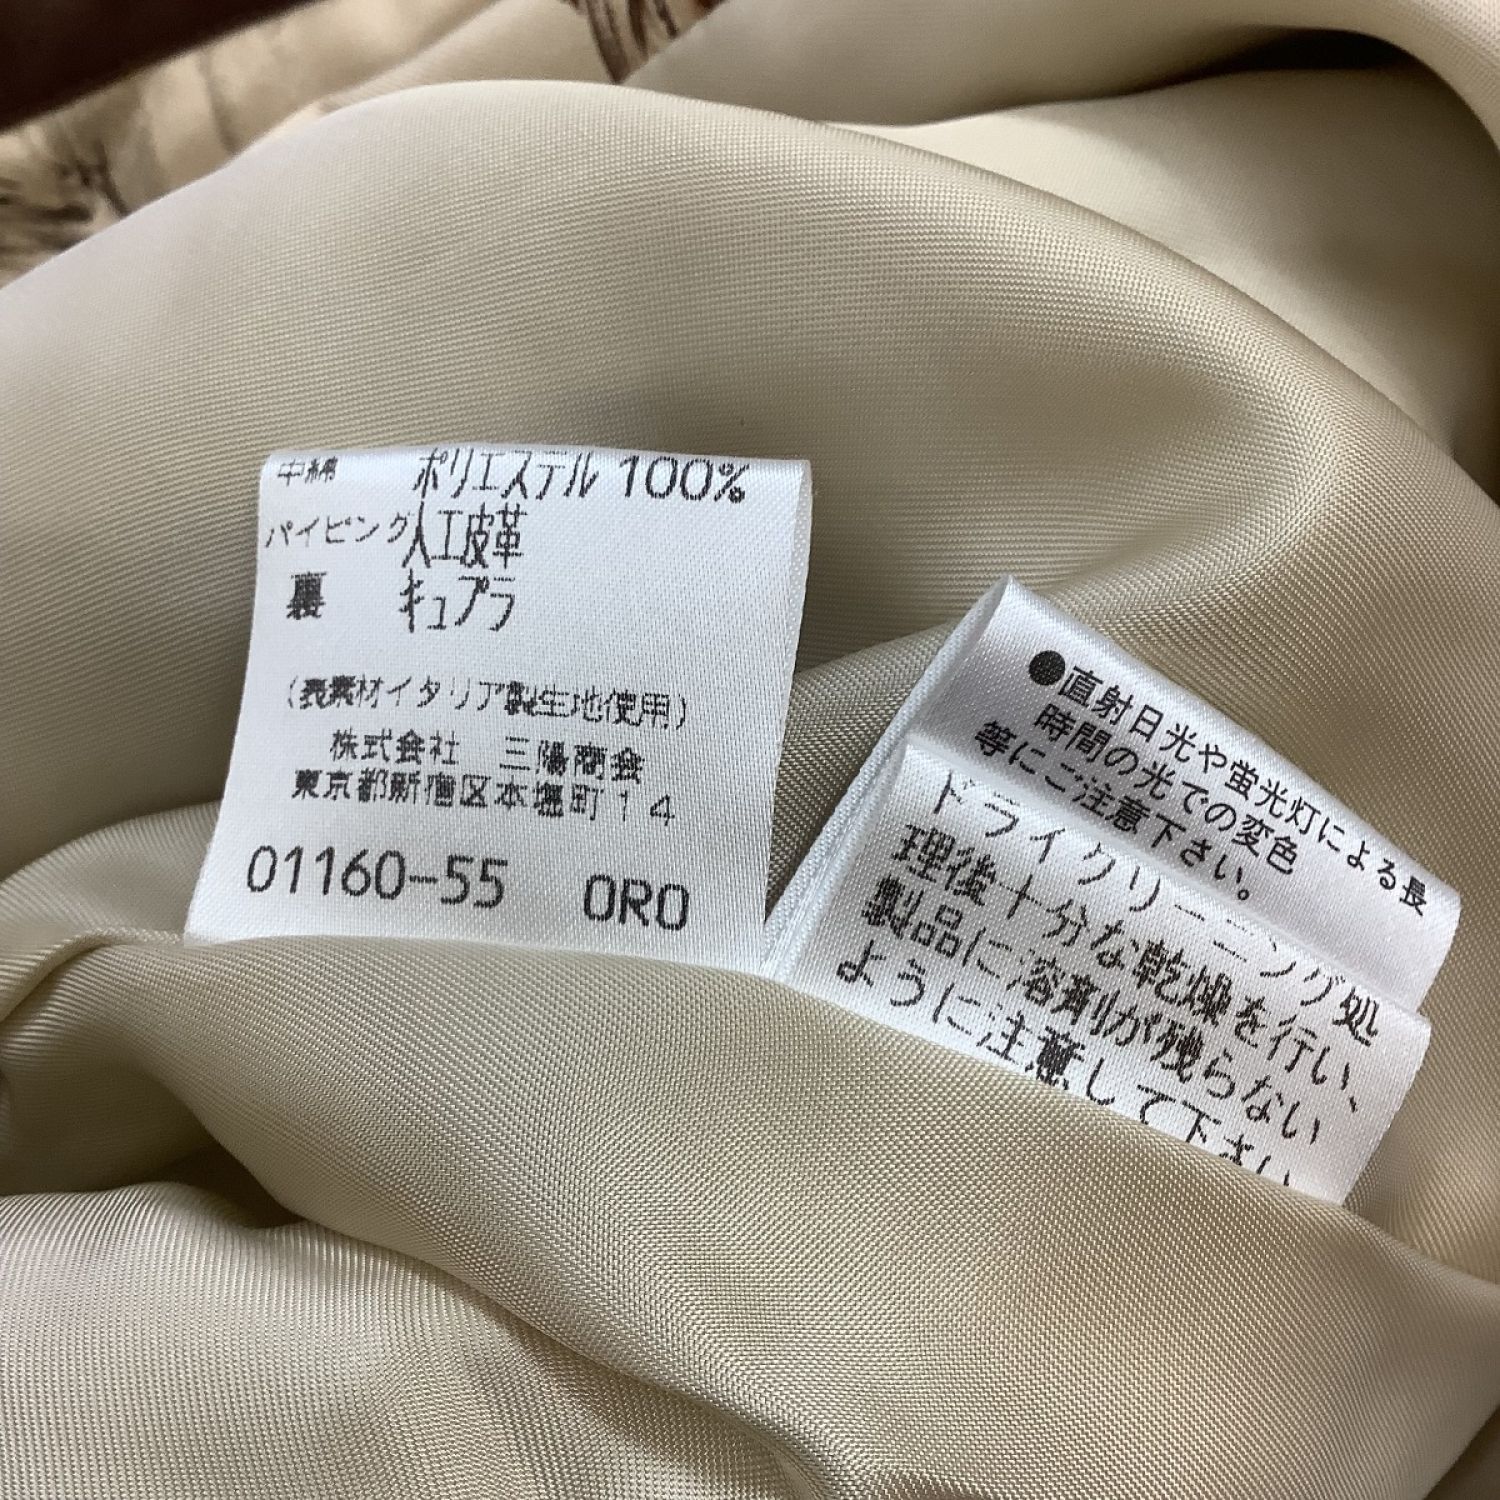 中綿 ポリエステル 100%
パイピング人工皮革
裏 キュプラ
(表素材イタリア製生地使用)
株式会社 三陽商会
東京都新宿区本塩町14
01160-55 ORO
●直射日光や蛍光灯による長
時間の光での変色
等にご注意下さい。
ドライクリーニング処
理後十分な乾燥を行い、
製品に溶剤が残らない
ように注意して下さい